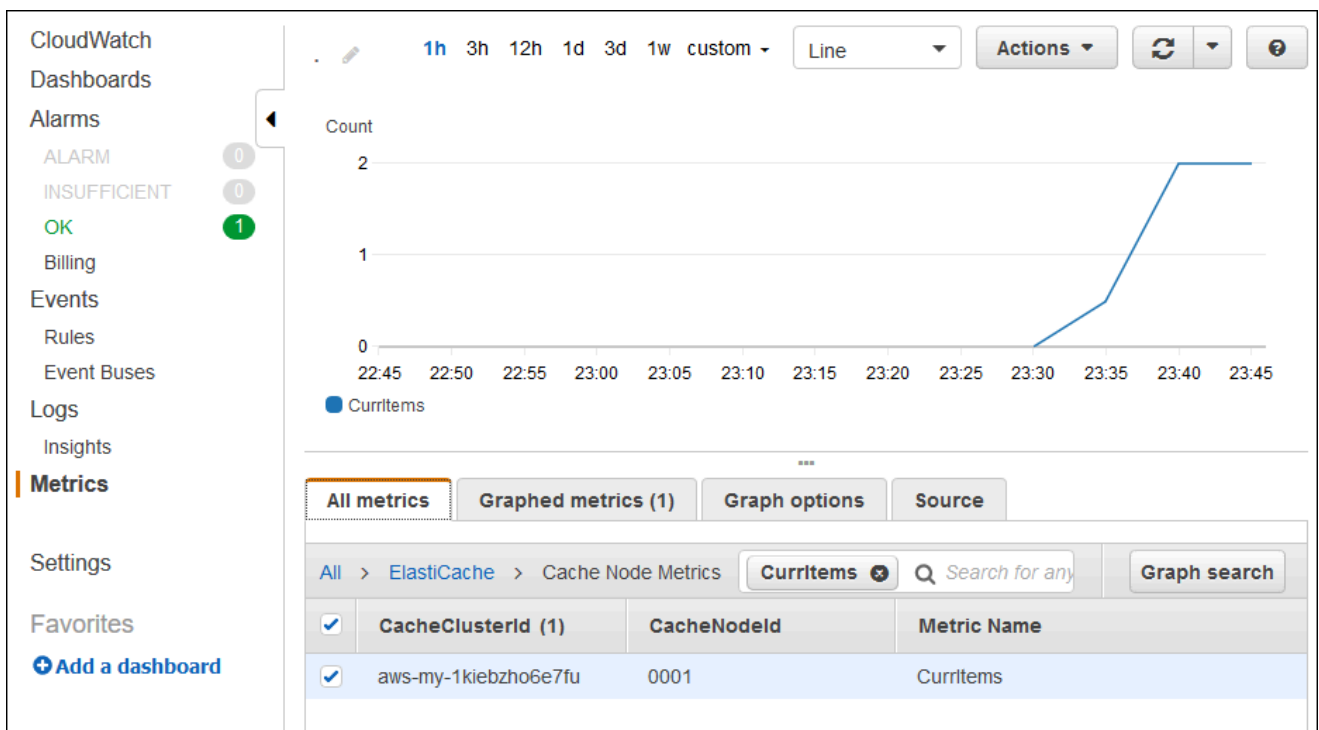 CloudWatch
Dashboards
Alarms
ALARM 0
INSUFFICIENT 0
OK 1
Billing
Events
Rules
Event Buses
Logs
Insights
Metrics
Settings
Favorites
Add a dashboard
. 1h 3h 12h 1d 3d 1w custom Line Actions
Count
2
1
0
22:45 22:50 22:55 23:00 23:05 23:10 23:15 23:20 23:25 23:30 23:35 23:40 23:45
CurrItems
All metrics Graphed metrics (1) Graph options Source
All > ElastiCache > Cache Node Metrics CurrItems Search for any Graph search
CacheClusterId (1) CacheNodeId Metric Name
aws-my-1kiebzho6e7fu 0001 CurrItems